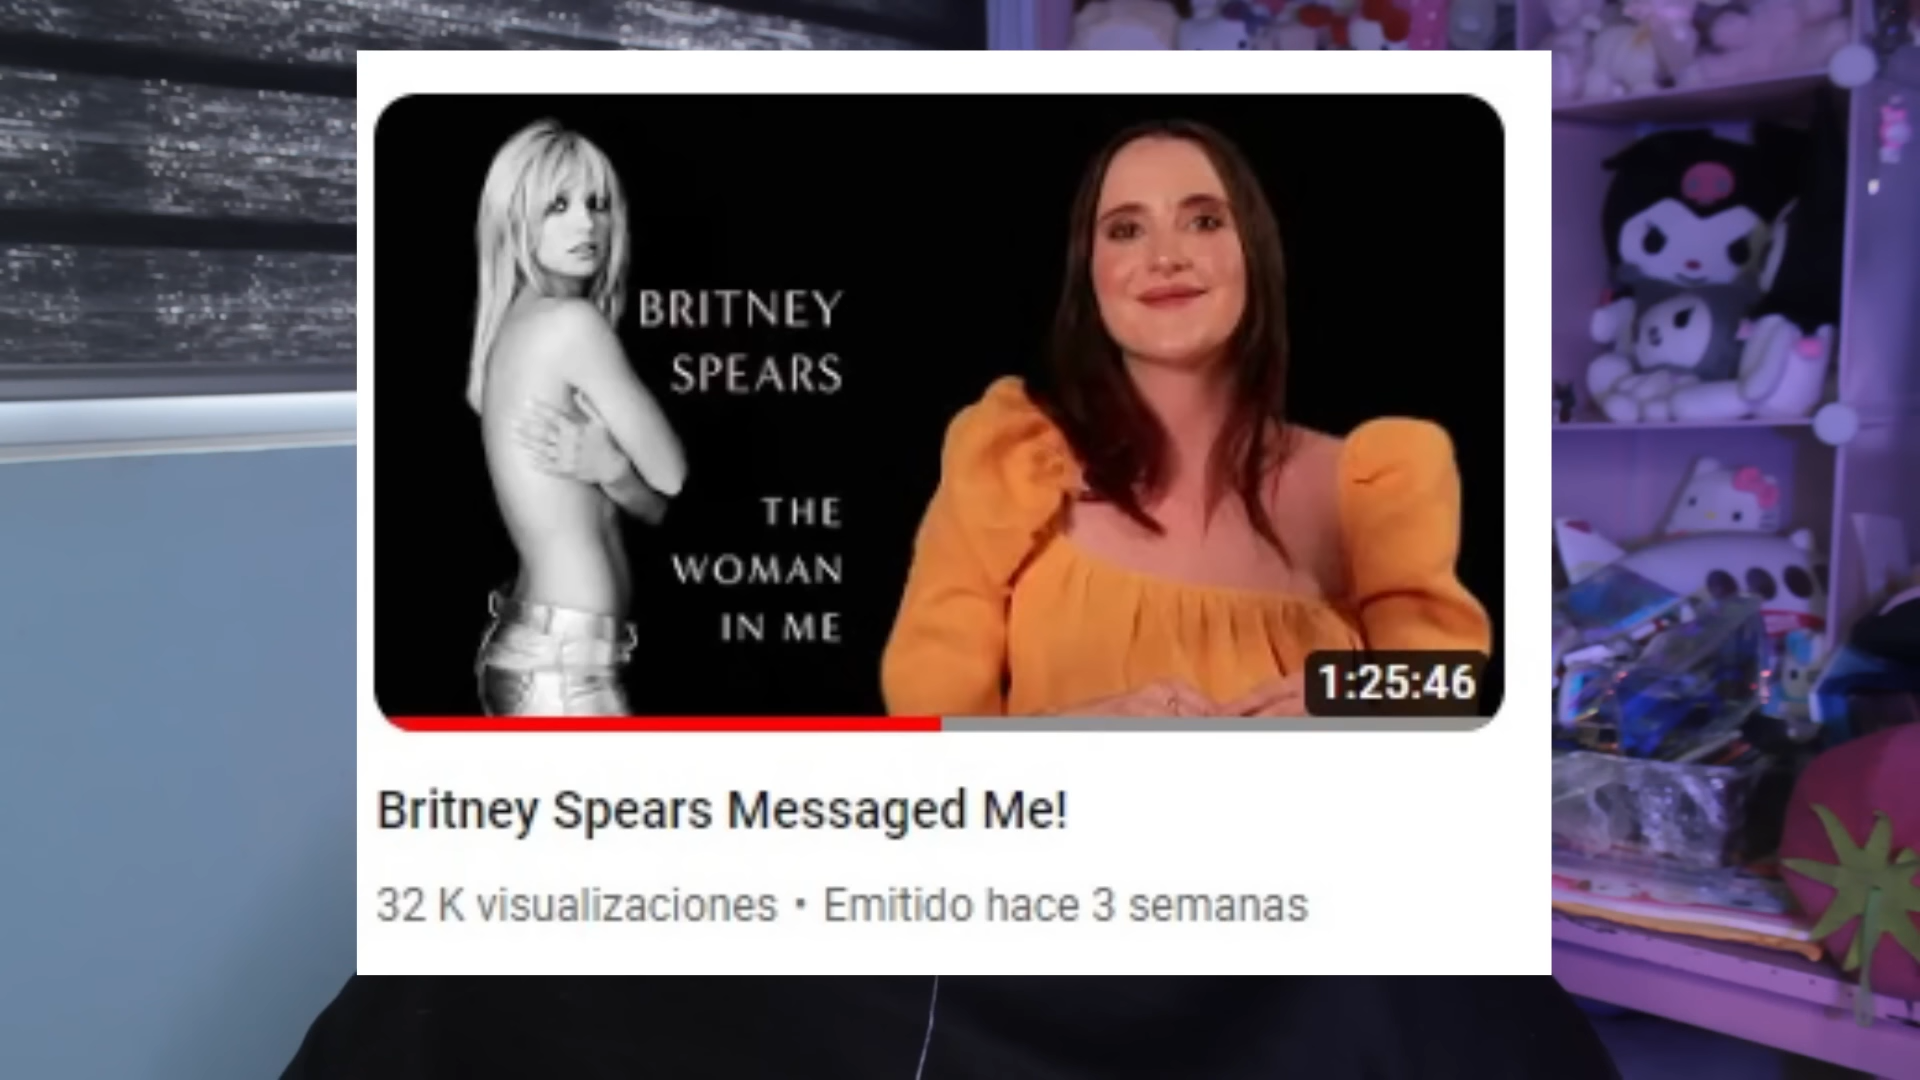 BRITNEY
SPEARS
THE
WOMAN
IN ME
1:25:46
Britney Spears Messaged Me!
32 K visualizaciones • Emitido hace 3 semanas